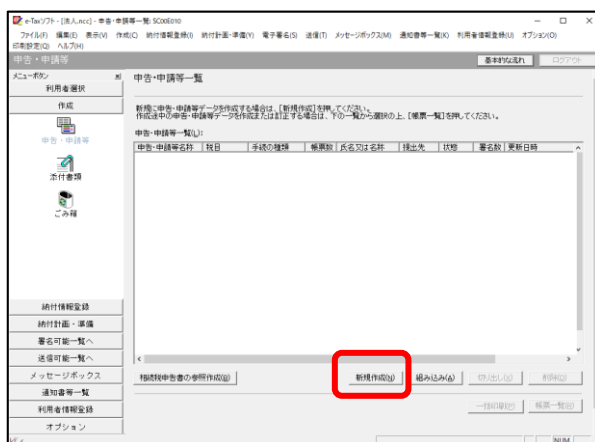 e-Taxソフト - [法人.ncc] - 申告・申請等一覧: SC00E010
ファイル(F) 編集(E) 表示(V) 作成(C) 納付情報登録(I) 納付計画・準備(Y) 電子署名(S) 送信(T) メッセージボックス(M) 通知書等一覧(K) 利用者情報登録(U) オプション(O)
印刷設定(Q) ヘルプ(H)
申告・申請等 基本的な流れ ログアウト
メニューボタン 申告・申請等一覧
利用者選択
作成
新規に申告・申請等データを作成する場合は、[新規作成]を押してください。
作成途中の申告・申請等データを作成または訂正する場合は、下の一覧から選択の上、[帳票一覧]を押してください。
申告・申請等一覧(L):
申告・申請等名称 税目 手続の種類 帳票数 氏名又は名称 提出先 状態 署名数 更新日時
申告・申請等
添付書類
ごみ箱
納付情報登録
納付計画・準備
署名可能一覧へ
送信可能一覧へ
メッセージボックス
相続税申告書の参照作成(B) 新規作成(N) 組み込み(A) 切り出し(X) 削除(D)
通知書等一覧
利用者情報登録
一括印刷(P) 帳票一覧(S)
オプション
NUM